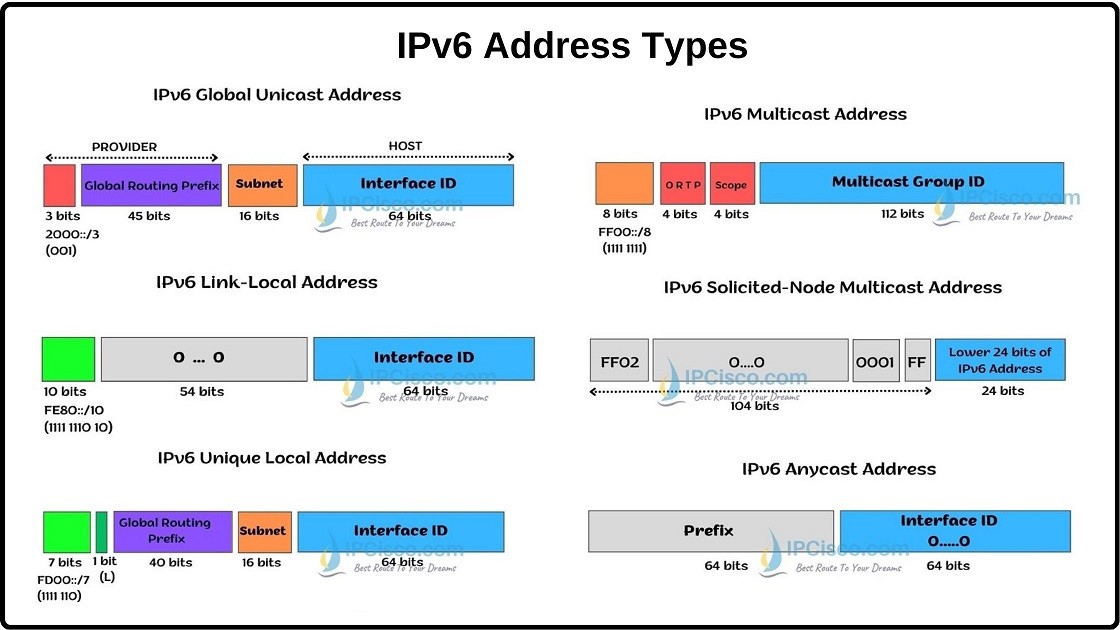 IPv6 Address Types
IPv6 Global Unicast Address
PROVIDER
HOST
Global Routing Prefix
Subnet
Interface ID
3 bits
45 bits
16 bits
64 bits
2000::/3
(001)
IPCisco.com
Best Route To Your Dreams
IPv6 Link-Local Address
0 ... 0
Interface ID
10 bits
54 bits
64 bits
FE80::/10
(1111 1110 10)
IPCisco.com
Best Route To Your Dreams
IPv6 Unique Local Address
Global Routing
Prefix
Subnet
Interface ID
7 bits
1 bit
(L)
40 bits
16 bits
64 bits
FD00::/7
(1111 110)
IPCisco.com
Best Route To Your Dreams
IPv6 Multicast Address
0 R T P
Scope
Multicast Group ID
8 bits
4 bits
4 bits
112 bits
FF00::/8
(1111 1111)
IPCisco.com
Best Route To Your Dreams
IPv6 Solicited-Node Multicast Address
FF02
0....0
0001
FF
Lower 24 bits of
IPv6 Address
104 bits
24 bits
IPCisco.com
Best Route To Your Dreams
IPv6 Anycast Address
Prefix
Interface ID
0.....0
64 bits
64 bits
IPCisco.com
Best Route To Your Dreams